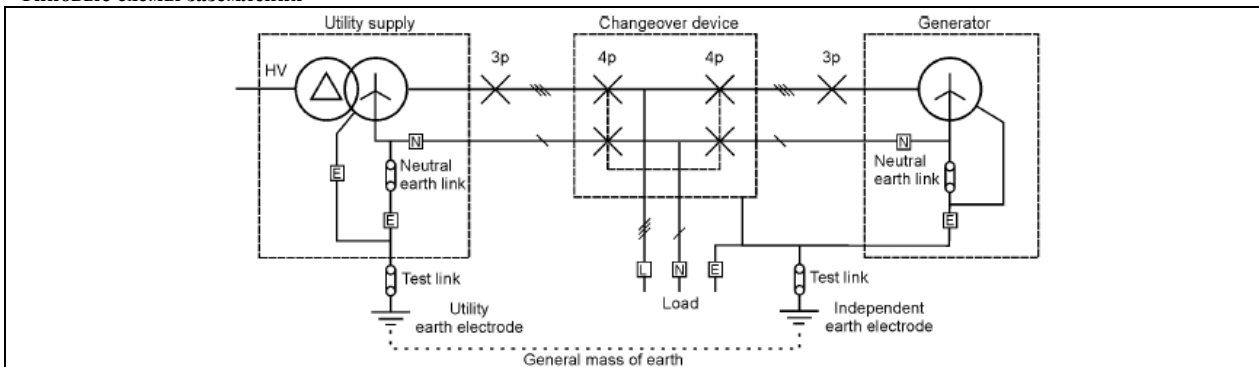 Utility supply
Changeover device
Generator
HV
3p
4p
4p
3p
N
N
E
Neutral
earth link
Neutral
earth link
E
E
Test link
L
N
E
Test link
Load
Utility
earth electrode
Independent
earth electrode
General mass of earth